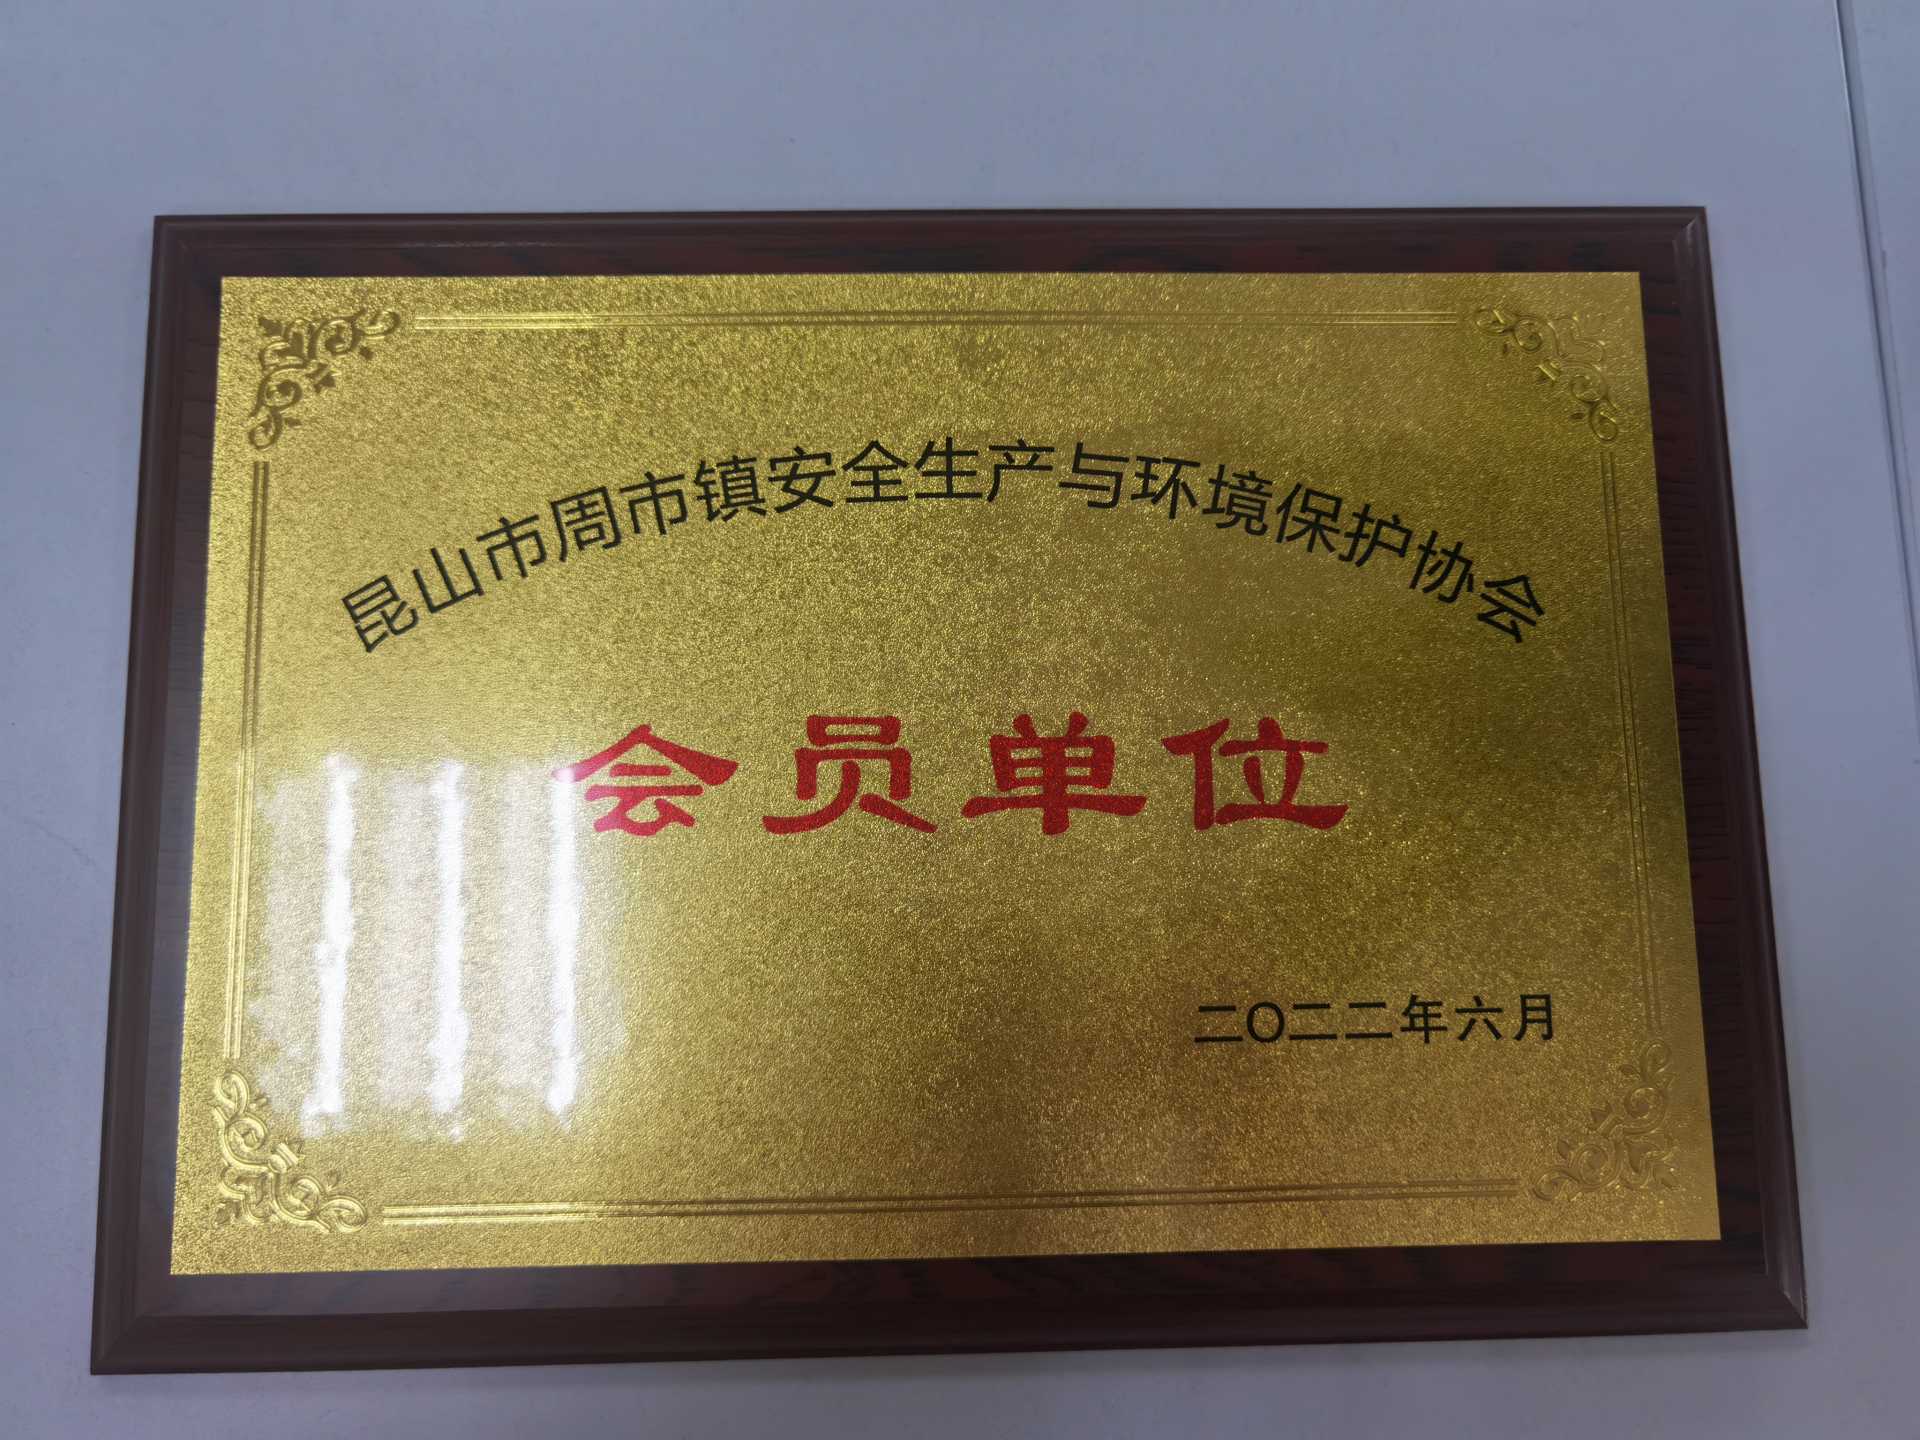 昆山市周市镇安全生产与环境保护协会
会员单位
二〇二二年六月